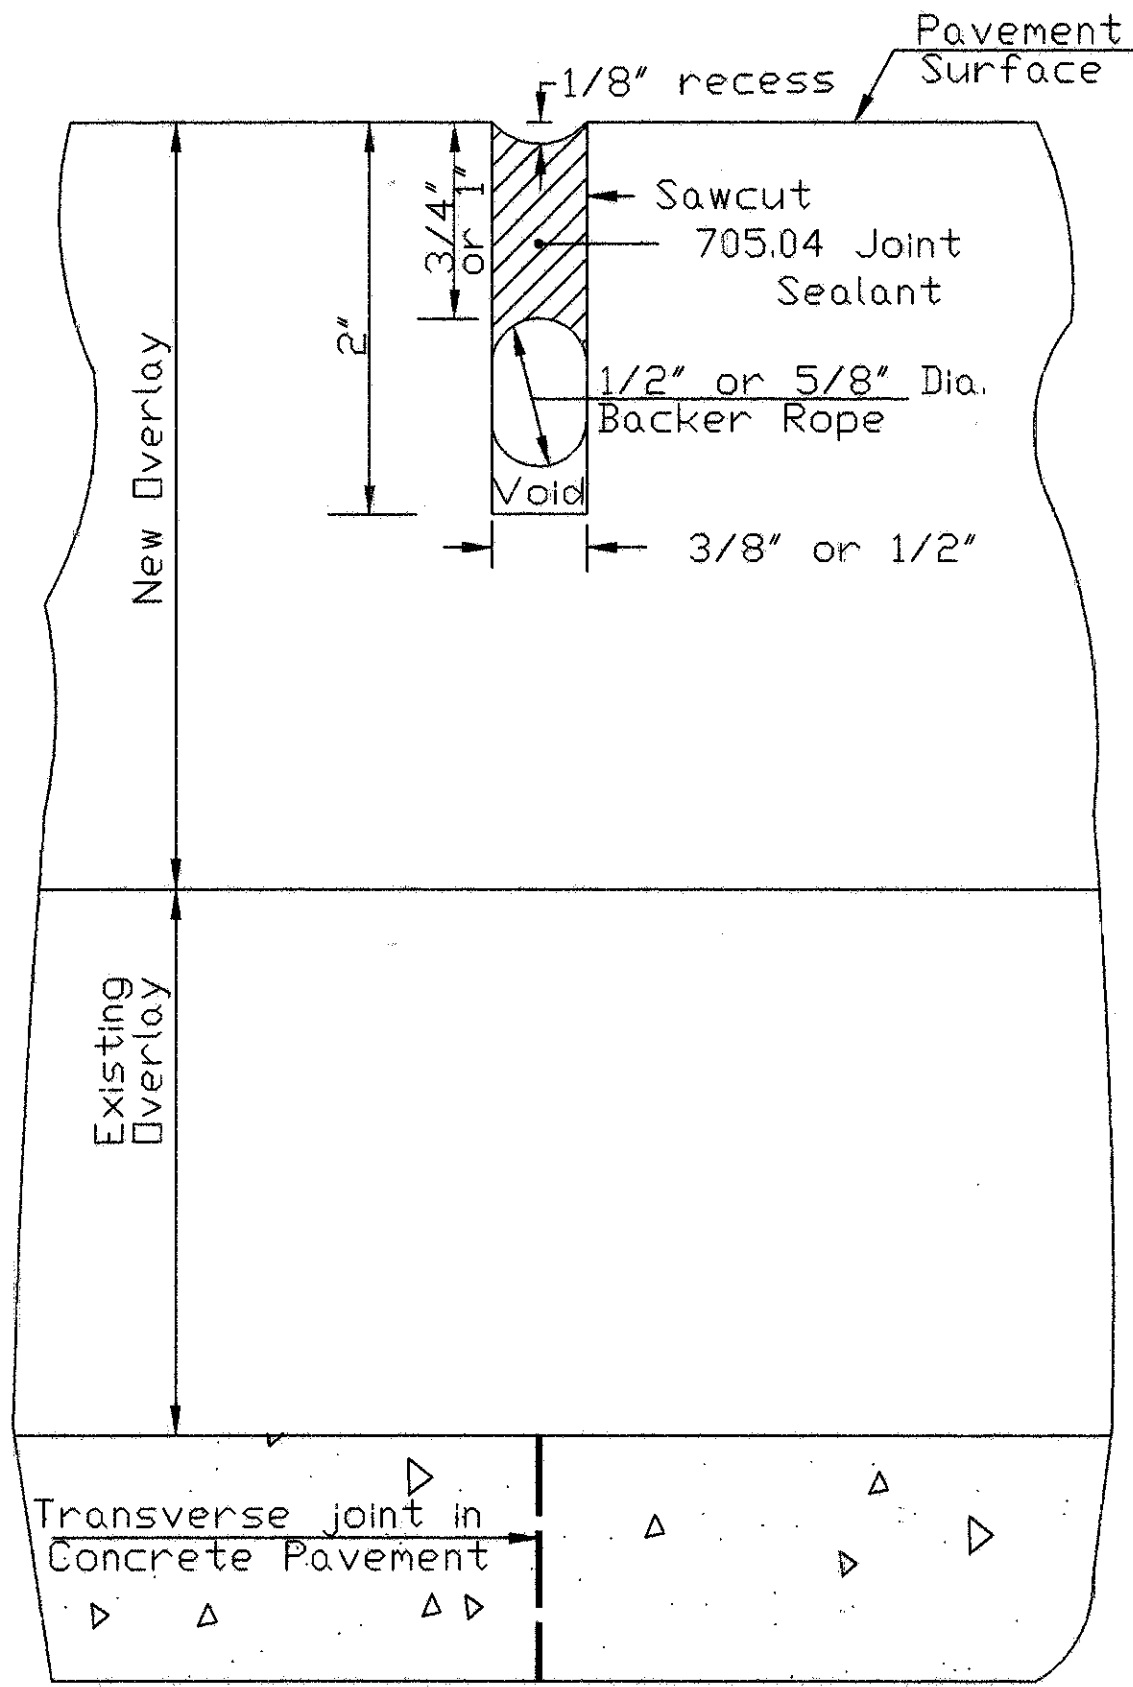 Pavement
Surface
1/8" recess
3/4"
or 1"
Sawcut
705.04 Joint
Sealant
2"
1/2" or 5/8" Dia.
Backer Rope
Void
3/8" or 1/2"
New Overlay
Existing
Overlay
Transverse joint in
Concrete Pavement